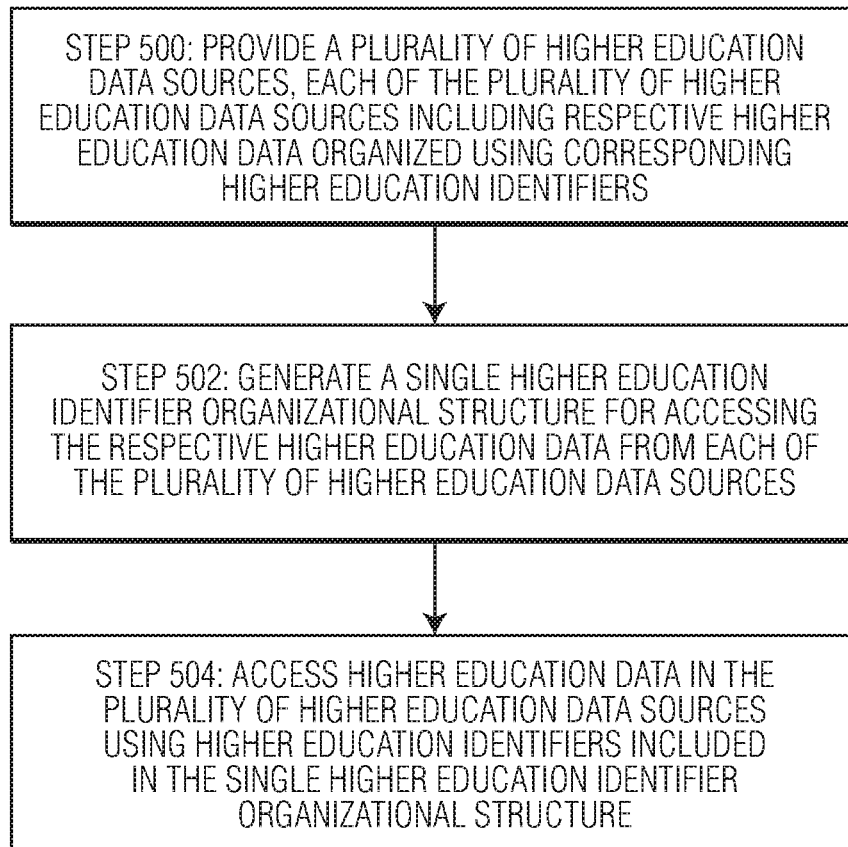 STEP 500: PROVIDE A PLURALITY OF HIGHER EDUCATION
DATA SOURCES, EACH OF THE PLURALITY OF HIGHER
EDUCATION DATA SOURCES INCLUDING RESPECTIVE HIGHER
EDUCATION DATA ORGANIZED USING CORRESPONDING
HIGHER EDUCATION IDENTIFIERS
STEP 502: GENERATE A SINGLE HIGHER EDUCATION
IDENTIFIER ORGANIZATIONAL STRUCTURE FOR ACCESSING
THE RESPECTIVE HIGHER EDUCATION DATA FROM EACH OF
THE PLURALITY OF HIGHER EDUCATION DATA SOURCES
STEP 504: ACCESS HIGHER EDUCATION DATA IN THE
PLURALITY OF HIGHER EDUCATION DATA SOURCES
USING HIGHER EDUCATION IDENTIFIERS INCLUDED
IN THE SINGLE HIGHER EDUCATION IDENTIFIER
ORGANIZATIONAL STRUCTURE